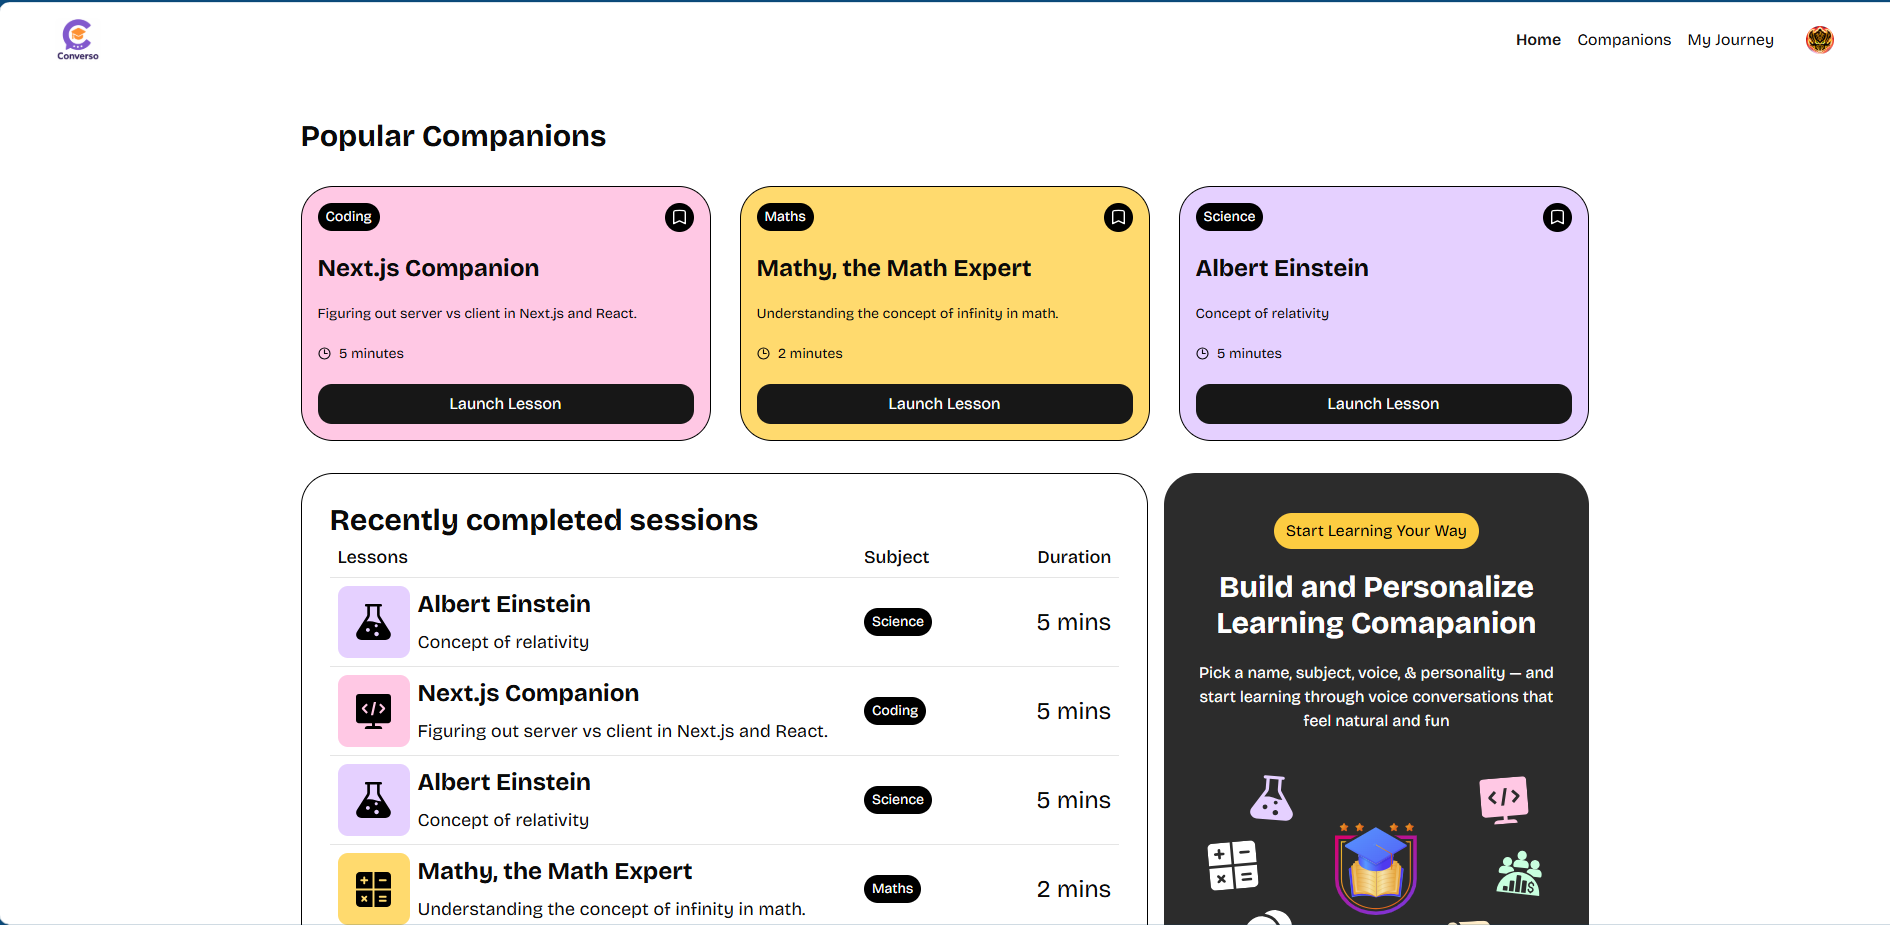 Converso
Home Companions My Journey
Popular Companions
Coding
Next.js Companion
Figuring out server vs client in Next.js and React.
5 minutes
Launch Lesson
Maths
Mathy, the Math Expert
Understanding the concept of infinity in math.
2 minutes
Launch Lesson
Science
Albert Einstein
Concept of relativity
5 minutes
Launch Lesson
Recently completed sessions
Lessons Subject Duration
Albert Einstein
Concept of relativity
Science
5 mins
Next.js Companion
Figuring out server vs client in Next.js and React.
Coding
5 mins
Albert Einstein
Concept of relativity
Science
5 mins
Mathy, the Math Expert
Understanding the concept of infinity in math.
Maths
2 mins
Start Learning Your Way
Build and Personalize
Learning Comapanion
Pick a name, subject, voice, & personality — and
start learning through voice conversations that
feel natural and fun